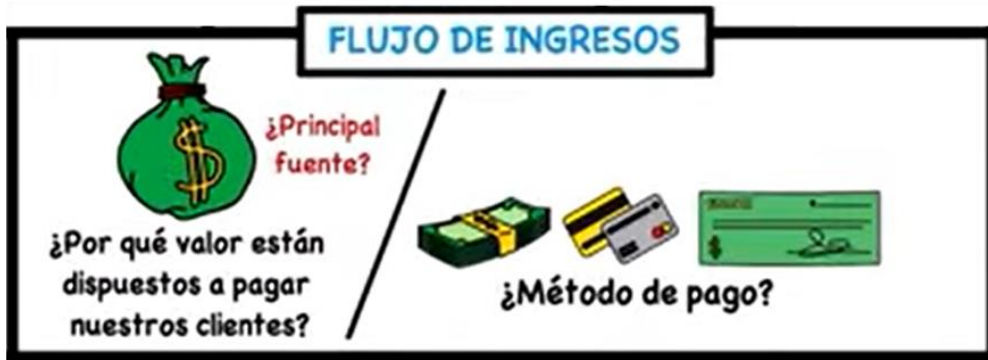 FLUJO DE INGRESOS
$
¿Principal
fuente?
¿Por qué valor están
dispuestos a pagar
nuestros clientes?
$
¿Método de pago?